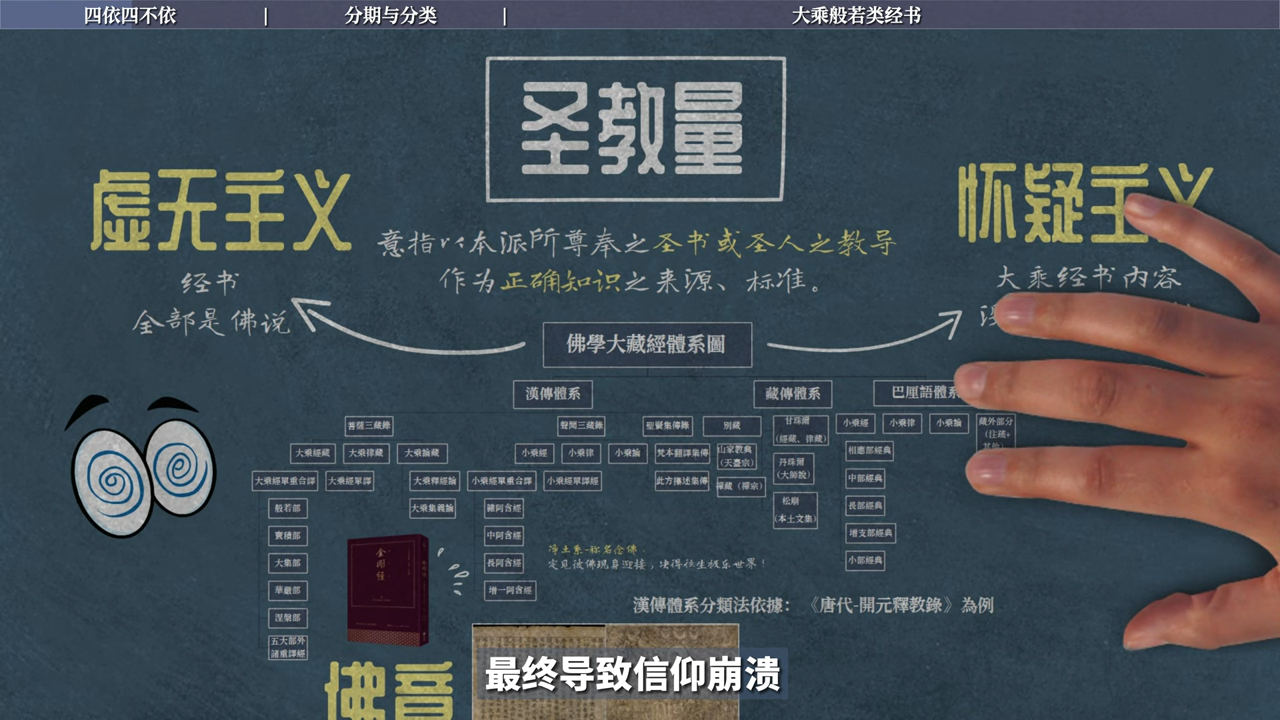 四依四不依 | 分期与分类 | 大乘般若类经书
圣教量
虚无主义
怀疑主义
意指以本派所尊奉之圣书或圣人之教导
作为正确知识之来源、标准。
经书
全部是佛说
大乘经书内容
佛學大藏經體系圖
漢傳體系
藏傳體系
巴厘語體系
菩薩三藏錄
聲聞三藏錄
聖賢集傳錄
別藏
甘珠爾
(經藏、律藏)
小乘經
小乘律
小乘論
藏外部分
(注疏+
其他)
大乘經藏
大乘律藏
大乘論藏
小乘經
小乘律
小乘論
梵本翻譯集傳
山家教典
(天臺宗)
丹珠爾
(大師說)
相應部經典
大乘經單重合譯
大乘經單譯
大乘釋經論
小乘經單重合譯
小乘經單譯經
此方撰述集傳
禪藏（禪宗）
中部經典
般若部
大乘集義論
雜阿含經
松崩
(本土文集)
長部經典
寶積部
中阿含經
增支部經典
大集部
長阿含經
小部經典
華嚴部
增一阿含經
涅槃部
五大部外
諸重譯經
金剛經
净土系-称名念佛，
定见彼佛现身迎接，决得往生极乐世界！
漢傳體系分類法依據：《唐代-開元釋教錄》為例
佛音
最终导致信仰崩溃